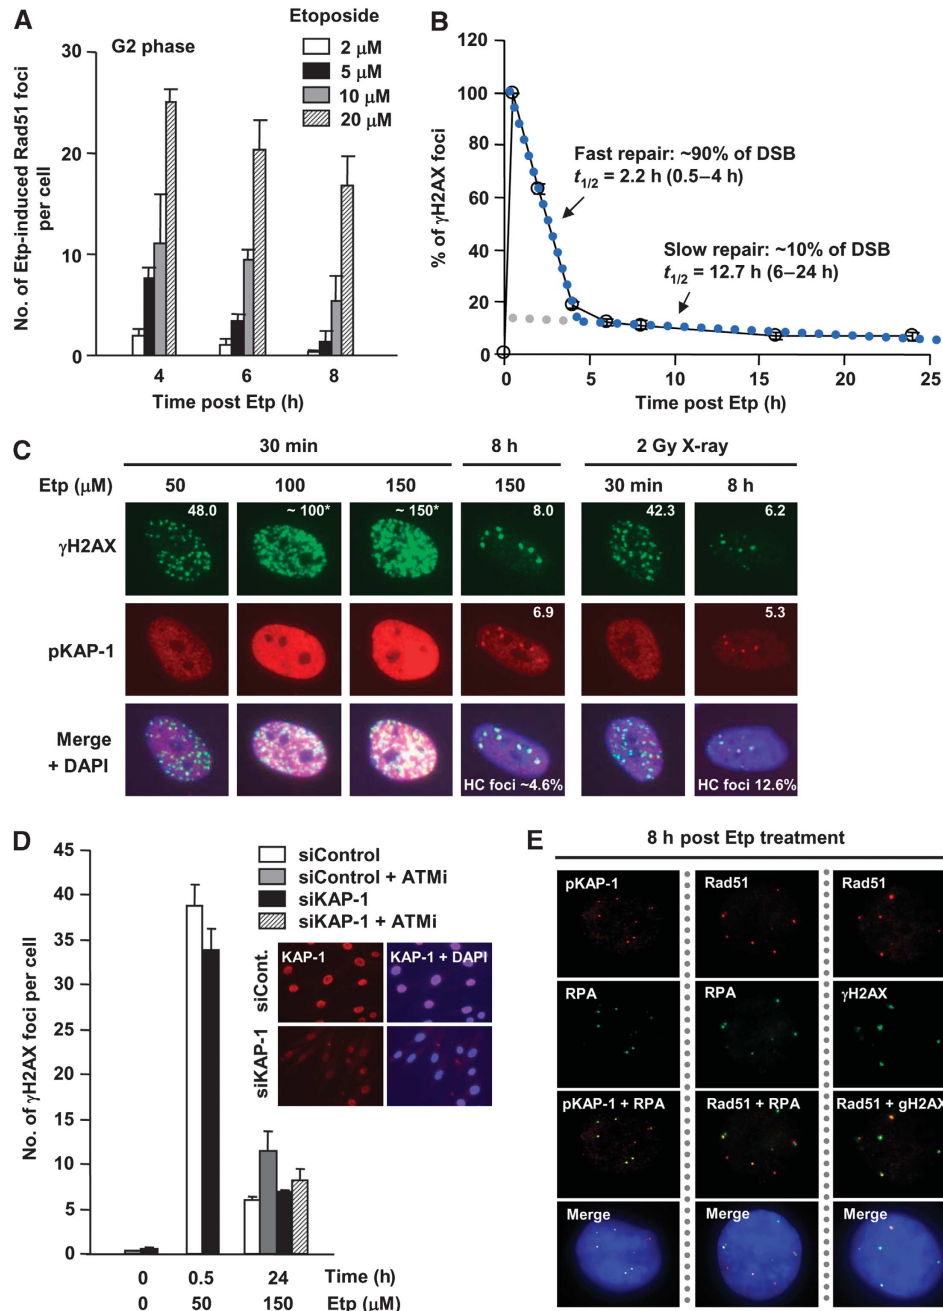 A
Etoposide
G2 phase
2 μM
5 μM
10 μM
20 μM
No. of Etp-induced Rad51 foci
per cell
30
20
10
0
4
6
8
Time post Etp (h)
B
% of γH2AX foci
120
100
80
60
40
20
0
Fast repair: ~90% of DSB
t1/2 = 2.2 h (0.5–4 h)
Slow repair: ~10% of DSB
t1/2 = 12.7 h (6–24 h)
0
5
10
15
20
25
Time post Etp (h)
C
30 min
8 h
2 Gy X-ray
Etp (μM)
50
100
150
150
30 min
8 h
γH2AX
48.0
~ 100*
~ 150*
8.0
42.3
6.2
pKAP-1
6.9
5.3
Merge
+ DAPI
HC foci ~4.6%
HC foci 12.6%
D
No. of γH2AX foci per cell
45
40
35
30
25
20
15
10
5
0
siControl
siControl + ATMi
siKAP-1
siKAP-1 + ATMi
siCont.
KAP-1
KAP-1 + DAPI
siKAP-1
0
0.5
24
Time (h)
0
50
150
Etp (μM)
E
8 h post Etp treatment
pKAP-1
Rad51
Rad51
RPA
RPA
γH2AX
pKAP-1 + RPA
Rad51 + RPA
Rad51 + gH2AX
Merge
Merge
Merge